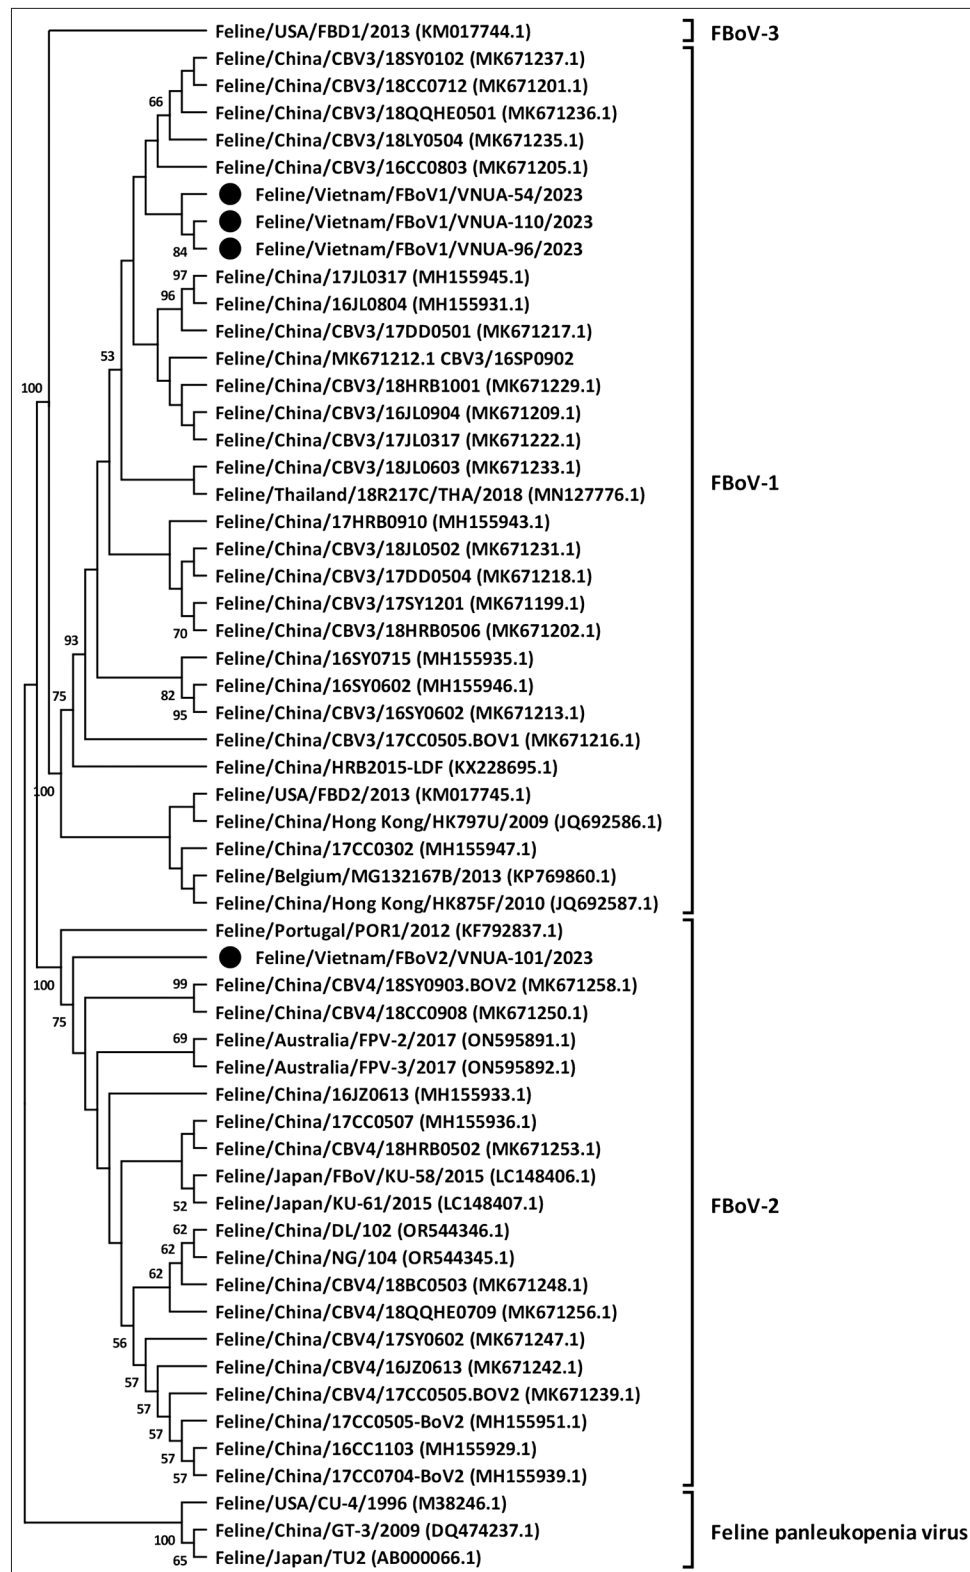 Feline/USA/FBD1/2013 (KM017744.1)
FBoV-3
Feline/China/CBV3/18SY0102 (MK671237.1)
Feline/China/CBV3/18CC0712 (MK671201.1)
66
Feline/China/CBV3/18QQHE0501 (MK671236.1)
Feline/China/CBV3/18LY0504 (MK671235.1)
Feline/China/CBV3/16CC0803 (MK671205.1)
Feline/Vietnam/FBoV1/VNUA-54/2023
Feline/Vietnam/FBoV1/VNUA-110/2023
Feline/Vietnam/FBoV1/VNUA-96/2023
84
97
Feline/China/17JL0317 (MH155945.1)
96
Feline/China/16JL0804 (MH155931.1)
Feline/China/CBV3/17DD0501 (MK671217.1)
53
Feline/China/MK671212.1 CBV3/16SP0902
Feline/China/CBV3/18HRB1001 (MK671229.1)
100
Feline/China/CBV3/16JL0904 (MK671209.1)
Feline/China/CBV3/17JL0317 (MK671222.1)
Feline/China/CBV3/18JL0603 (MK671233.1)
FBoV-1
Feline/Thailand/18R217C/THA/2018 (MN127776.1)
Feline/China/17HRB0910 (MH155943.1)
Feline/China/CBV3/18JL0502 (MK671231.1)
Feline/China/CBV3/17DD0504 (MK671218.1)
Feline/China/CBV3/17SY1201 (MK671199.1)
Feline/China/CBV3/18HRB0506 (MK671202.1)
70
93
Feline/China/16SY0715 (MH155935.1)
Feline/China/16SY0602 (MH155946.1)
82
75
Feline/China/CBV3/16SY0602 (MK671213.1)
95
Feline/China/CBV3/17CC0505.BOV1 (MK671216.1)
Feline/China/HRB2015-LDF (KX228695.1)
100
Feline/USA/FBD2/2013 (KM017745.1)
Feline/China/Hong Kong/HK797U/2009 (JQ692586.1)
Feline/China/17CC0302 (MH155947.1)
Feline/Belgium/MG132167B/2013 (KP769860.1)
Feline/China/Hong Kong/HK875F/2010 (JQ692587.1)
Feline/Portugal/POR1/2012 (KF792837.1)
Feline/Vietnam/FBoV2/VNUA-101/2023
100
99
Feline/China/CBV4/18SY0903.BOV2 (MK671258.1)
Feline/China/CBV4/18CC0908 (MK671250.1)
75
69
Feline/Australia/FPV-2/2017 (ON595891.1)
Feline/Australia/FPV-3/2017 (ON595892.1)
Feline/China/16JZ0613 (MH155933.1)
Feline/China/17CC0507 (MH155936.1)
Feline/China/CBV4/18HRB0502 (MK671253.1)
Feline/Japan/FBoV/KU-58/2015 (LC148406.1)
Feline/Japan/KU-61/2015 (LC148407.1)
52
FBoV-2
62
Feline/China/DL/102 (OR544346.1)
62
Feline/China/NG/104 (OR544345.1)
62
Feline/China/CBV4/18BC0503 (MK671248.1)
Feline/China/CBV4/18QQHE0709 (MK671256.1)
56
Feline/China/CBV4/17SY0602 (MK671247.1)
Feline/China/CBV4/16JZ0613 (MK671242.1)
57
Feline/China/CBV4/17CC0505.BOV2 (MK671239.1)
57
Feline/China/17CC0505-BoV2 (MH155951.1)
57
Feline/China/16CC1103 (MH155929.1)
57
Feline/China/17CC0704-BoV2 (MH155939.1)
57
Feline/USA/CU-4/1996 (M38246.1)
Feline/China/GT-3/2009 (DQ474237.1)
Feline panleukopenia virus
100
Feline/Japan/TU2 (AB000066.1)
65